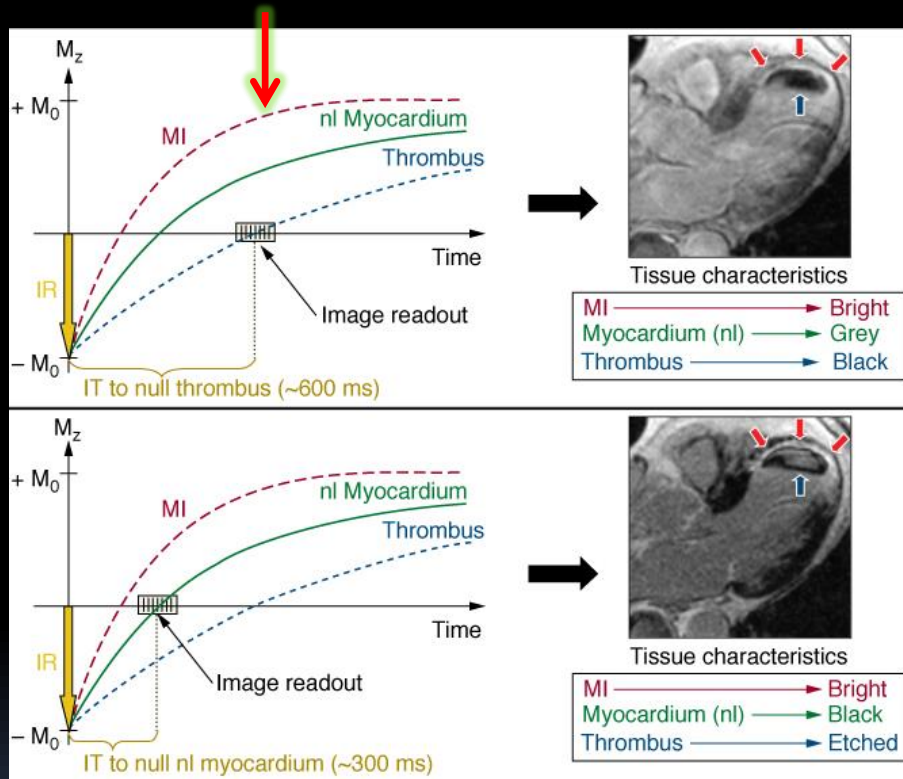 Mz
+ M0
MI
nl Myocardium
Thrombus
Time
IR
Image readout
– M0
IT to null thrombus (~600 ms)
Tissue characteristics
MI Bright
Myocardium (nl) Grey
Thrombus Black
Mz
+ M0
MI
nl Myocardium
Thrombus
Time
IR
Image readout
– M0
IT to null nl myocardium (~300 ms)
Tissue characteristics
MI Bright
Myocardium (nl) Black
Thrombus Etched